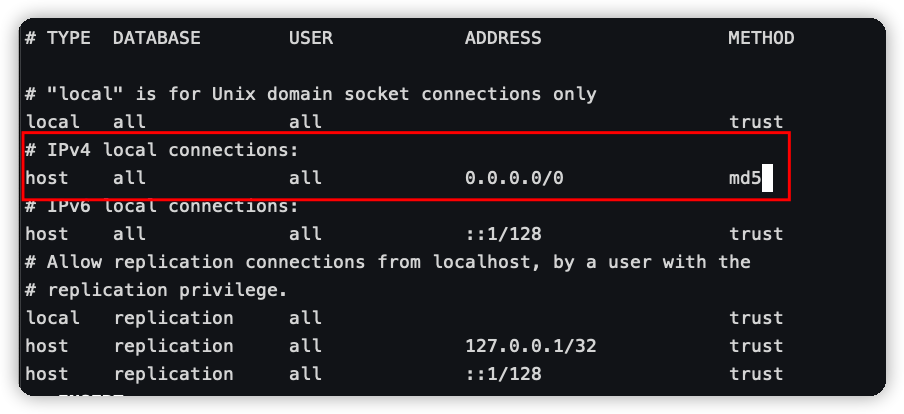 # TYPE  DATABASE        USER            ADDRESS                 METHOD
# "local" is for Unix domain socket connections only
local   all             all                                     trust
# IPv4 local connections:
host    all             all             0.0.0.0/0               md5
# IPv6 local connections:
host    all             all             ::1/128                 trust
# Allow replication connections from localhost, by a user with the
# replication privilege.
local   replication     all                                     trust
host    replication     all             127.0.0.1/32            trust
host    replication     all             ::1/128                 trust